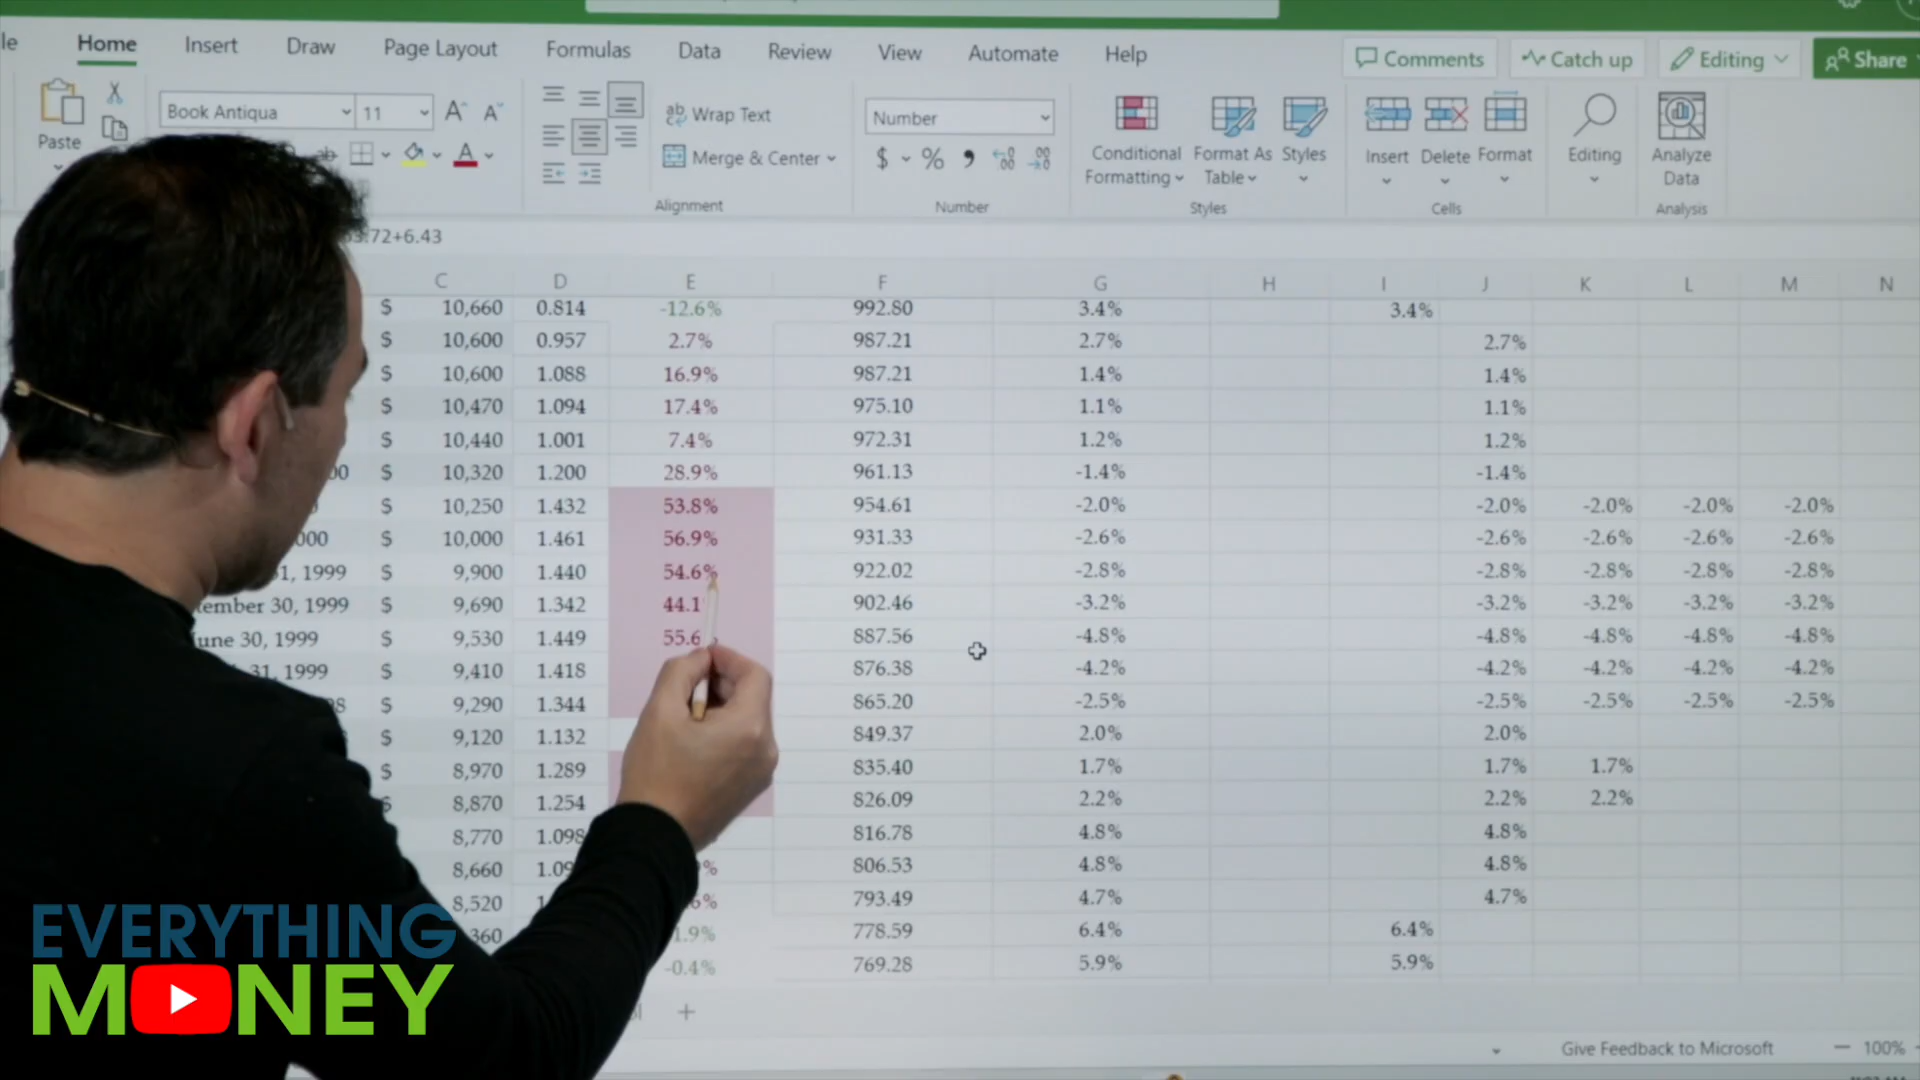 Home Insert Draw Page Layout Formulas Data Review View Automate Help Comments Catch up Editing Share
Paste Book Antiqua 11 Wrap Text Number
Merge & Center $ % Conditional Formatting Format As Table Styles Insert Delete Format Editing Analyze Data
Alignment Number Styles Cells Analysis
72+6.43
C D E F G H I J K L M N
$ 10,660 0.814 -12.6% 992.80 3.4% 3.4%
$ 10,600 0.957 2.7% 987.21 2.7% 2.7%
$ 10,600 1.088 16.9% 987.21 1.4% 1.4%
$ 10,470 1.094 17.4% 975.10 1.1% 1.1%
$ 10,440 1.001 7.4% 972.31 1.2% 1.2%
$ 10,320 1.200 28.9% 961.13 -1.4% -1.4%
$ 10,250 1.432 53.8% 954.61 -2.0% -2.0% -2.0% -2.0% -2.0%
000 $ 10,000 1.461 56.9% 931.33 -2.6% -2.6% -2.6% -2.6% -2.6%
1, 1999 $ 9,900 1.440 54.6% 922.02 -2.8% -2.8% -2.8% -2.8% -2.8%
tember 30, 1999 $ 9,690 1.342 44.1 902.46 -3.2% -3.2% -3.2% -3.2% -3.2%
June 30, 1999 $ 9,530 1.449 55.6 887.56 -4.8% -4.8% -4.8% -4.8% -4.8%
31, 1999 $ 9,410 1.418 876.38 -4.2% -4.2% -4.2% -4.2% -4.2%
$ 9,290 1.344 865.20 -2.5% -2.5% -2.5% -2.5% -2.5%
$ 9,120 1.132 849.37 2.0% 2.0%
$ 8,970 1.289 835.40 1.7% 1.7% 1.7%
$ 8,870 1.254 826.09 2.2% 2.2% 2.2%
8,770 1.098 816.78 4.8% 4.8%
8,660 1.09 806.53 4.8% 4.8%
8,520 793.49 4.7% 4.7%
360 1.9% 778.59 6.4% 6.4%
-0.4% 769.28 5.9% 5.9%
EVERYTHING
MONEY
Give Feedback to Microsoft 100%